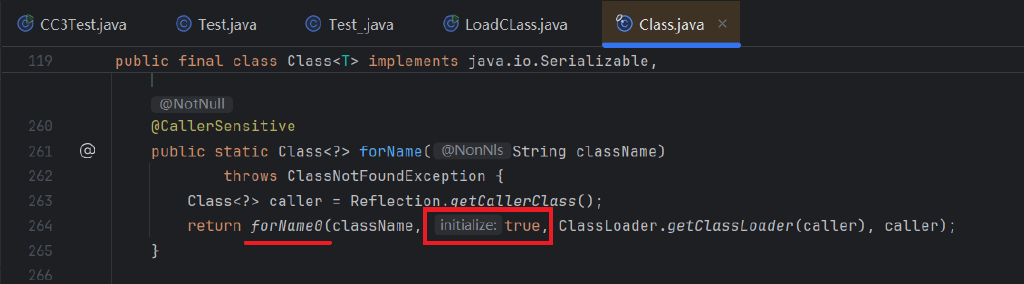 CC3Test.java Test.java Test_.java LoadCLass.java Class.java ×
119 public final class Class<T> implements java.io.Serializable,
@NotNull
260 @CallerSensitive
261 @ public static Class<?> forName( @NonNls String className)
262 throws ClassNotFoundException {
263 Class<?> caller = Reflection.getCallerClass();
264 return forName0(className, initialize: true, ClassLoader.getClassLoader(caller), caller);
265 }
266